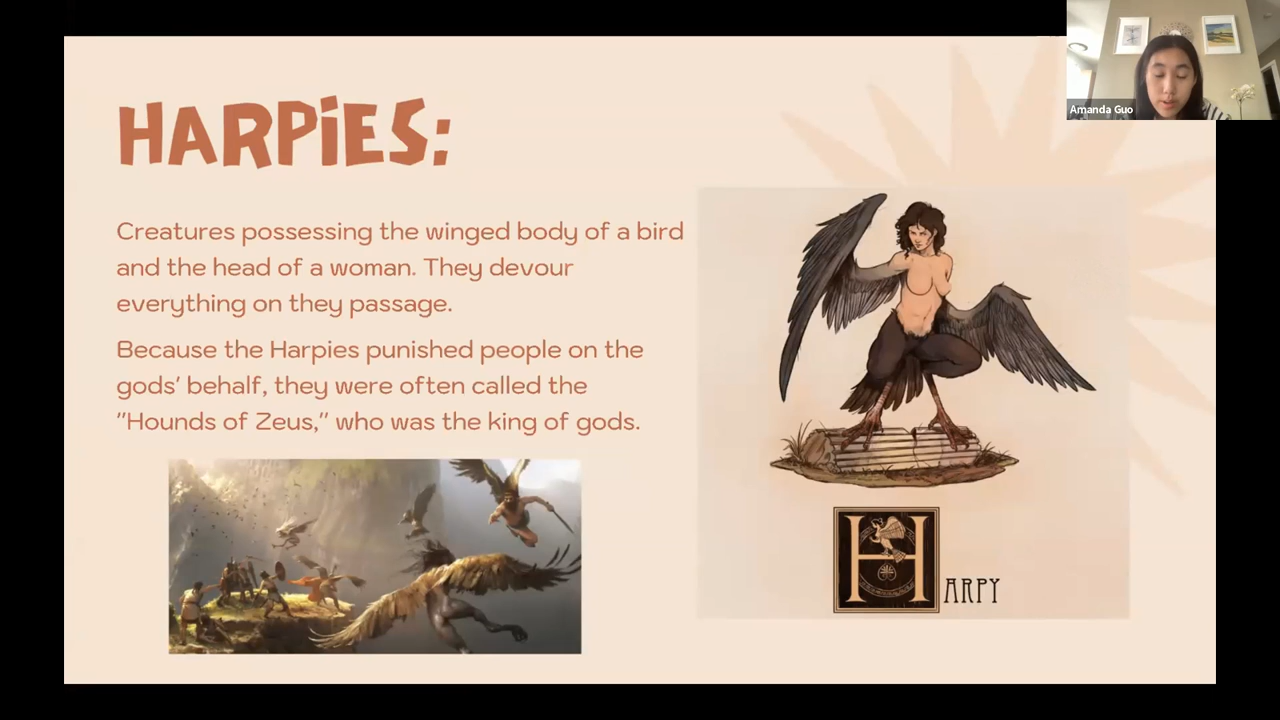 Amanda Guo
HARPiES:
Creatures possessing the winged body of a bird
and the head of a woman. They devour
everything on they passage.
Because the Harpies punished people on the
gods' behalf, they were often called the
"Hounds of Zeus," who was the king of gods.
HARPY